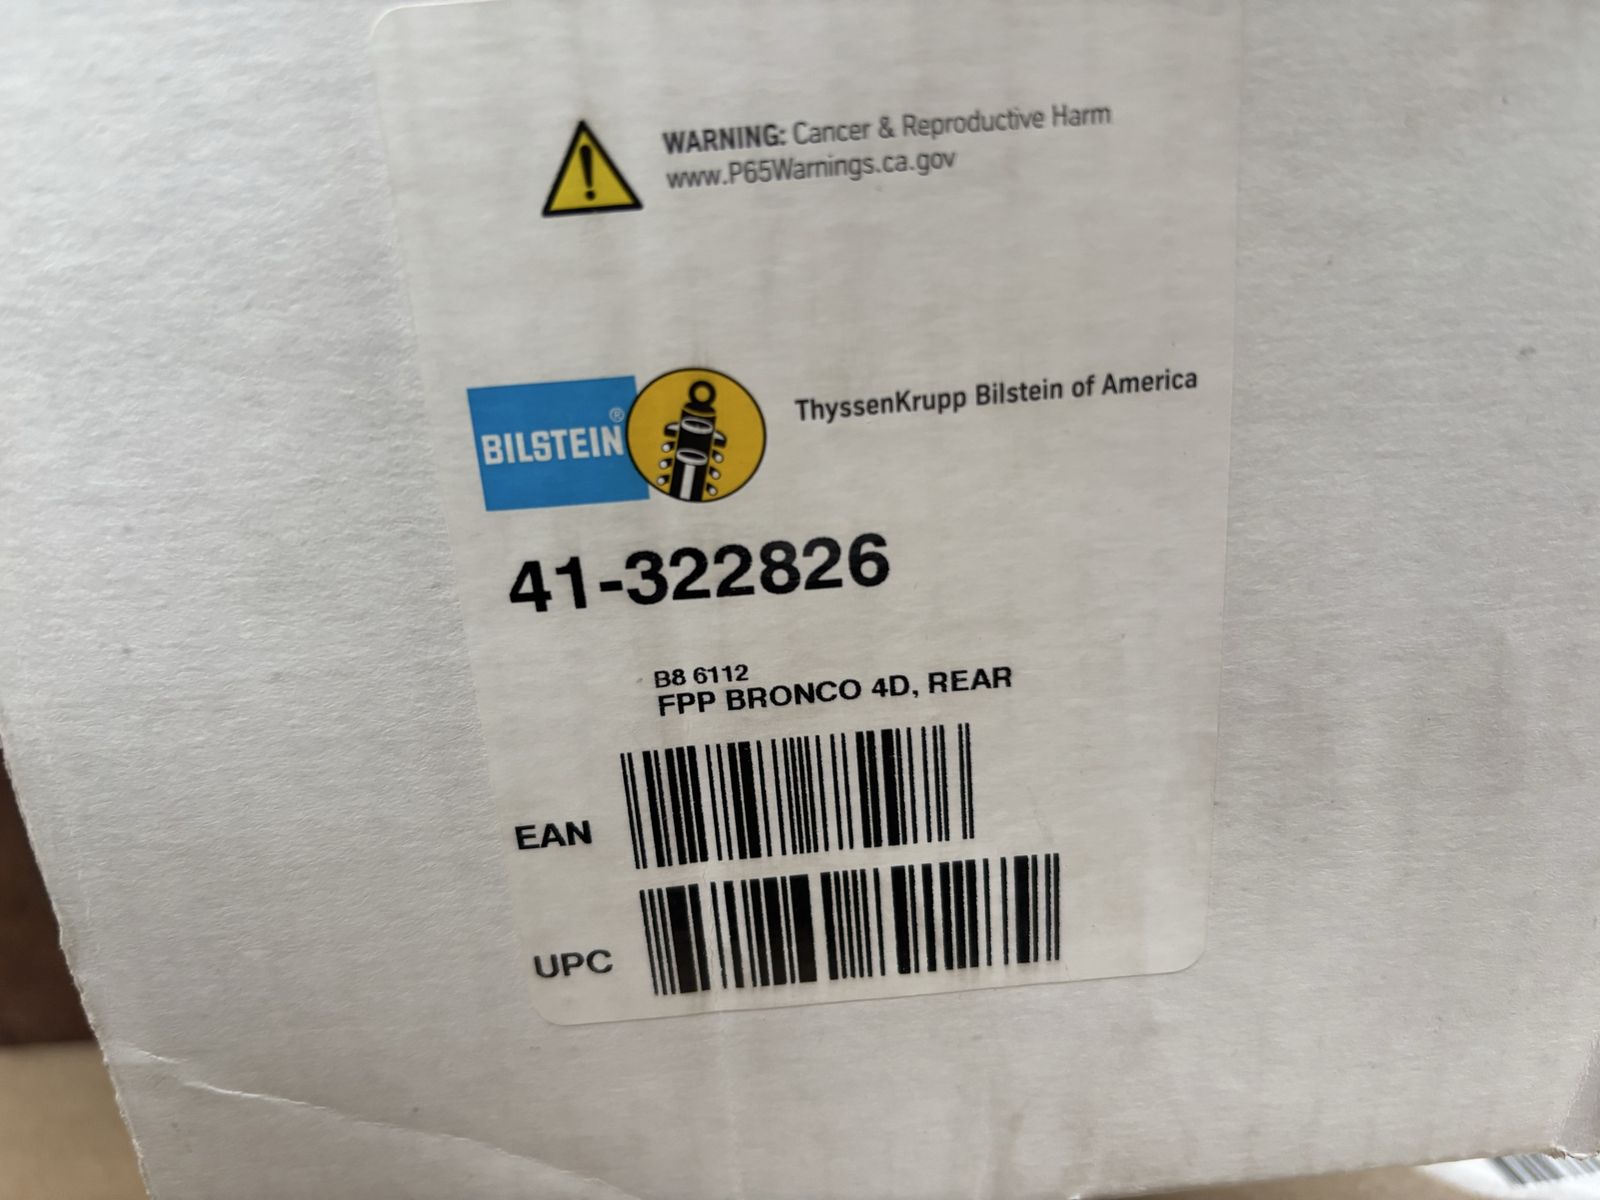 WARNING: Cancer & Reproductive Harm
www.P65Warnings.ca.gov
BILSTEIN®
ThyssenKrupp Bilstein of America
41-322826
B8 6112
FPP BRONCO 4D, REAR
EAN
UPC